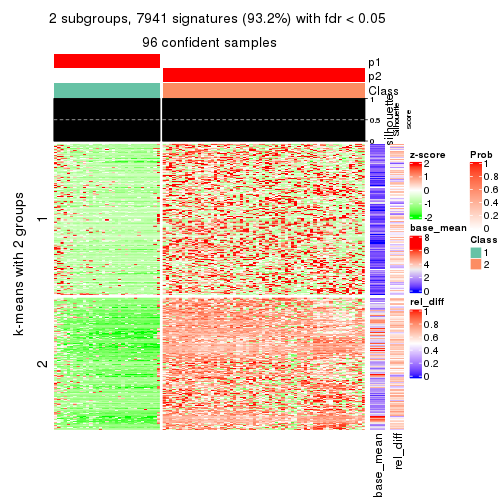 2 subgroups, 7941 signatures (93.2%) with fdr < 0.05
96 confident samples
p1
p2
Class
silhouette
Silhouette
score
1
0.5
0
k-means with 2 groups
1
2
base_mean
rel_diff
z-score
2
1
0
-1
-2
base_mean
8
6
4
2
0
rel_diff
1
0.8
0.6
0.4
0.2
0
Prob
1
0.8
0.6
0.4
0.2
0
Class
1
2